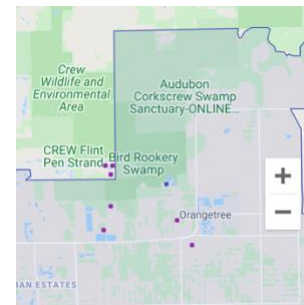 Crew
Wildlife and
Environmental
Area
Audubon
Corkscrew Swamp
Sanctuary-ONLINE...
CREW Flint
Pen Strand
Bird Rookery
Swamp
Orangetree
AN ESTATES